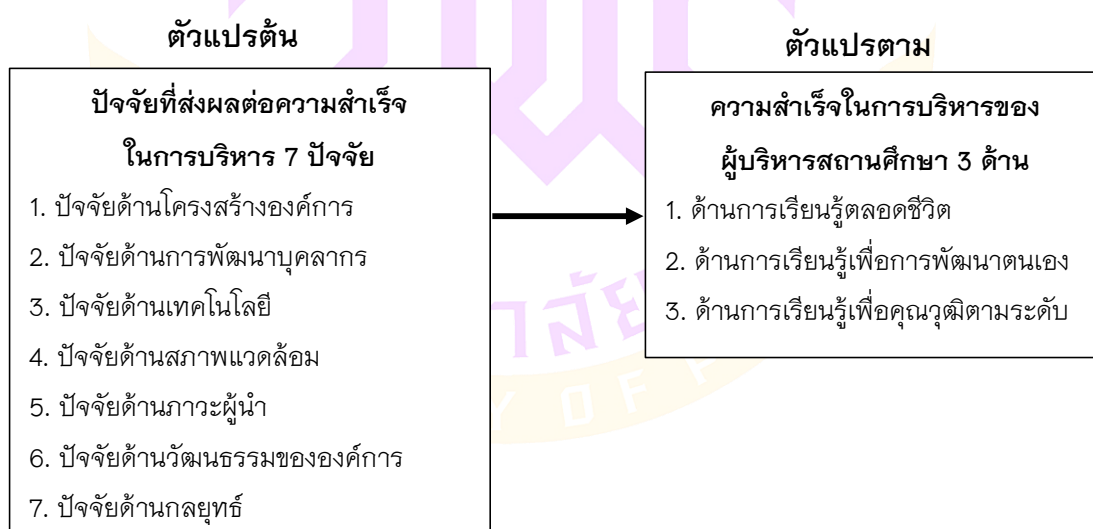 ตัวแปรต้น
ปัจจัยที่ส่งผลต่อความสำเร็จ
ในการบริหาร 7 ปัจจัย
1. ปัจจัยด้านโครงสร้างองค์การ
2. ปัจจัยด้านการพัฒนาบุคลากร
3. ปัจจัยด้านเทคโนโลยี
4. ปัจจัยด้านสภาพแวดล้อม
5. ปัจจัยด้านภาวะผู้นำ
6. ปัจจัยด้านวัฒนธรรมขององค์การ
7. ปัจจัยด้านกลยุทธ์
ตัวแปรตาม
ความสำเร็จในการบริหารของ
ผู้บริหารสถานศึกษา 3 ด้าน
1. ด้านการเรียนรู้ตลอดชีวิต
2. ด้านการเรียนรู้เพื่อการพัฒนาตนเอง
3. ด้านการเรียนรู้เพื่อคุณวุฒิตามระดับ